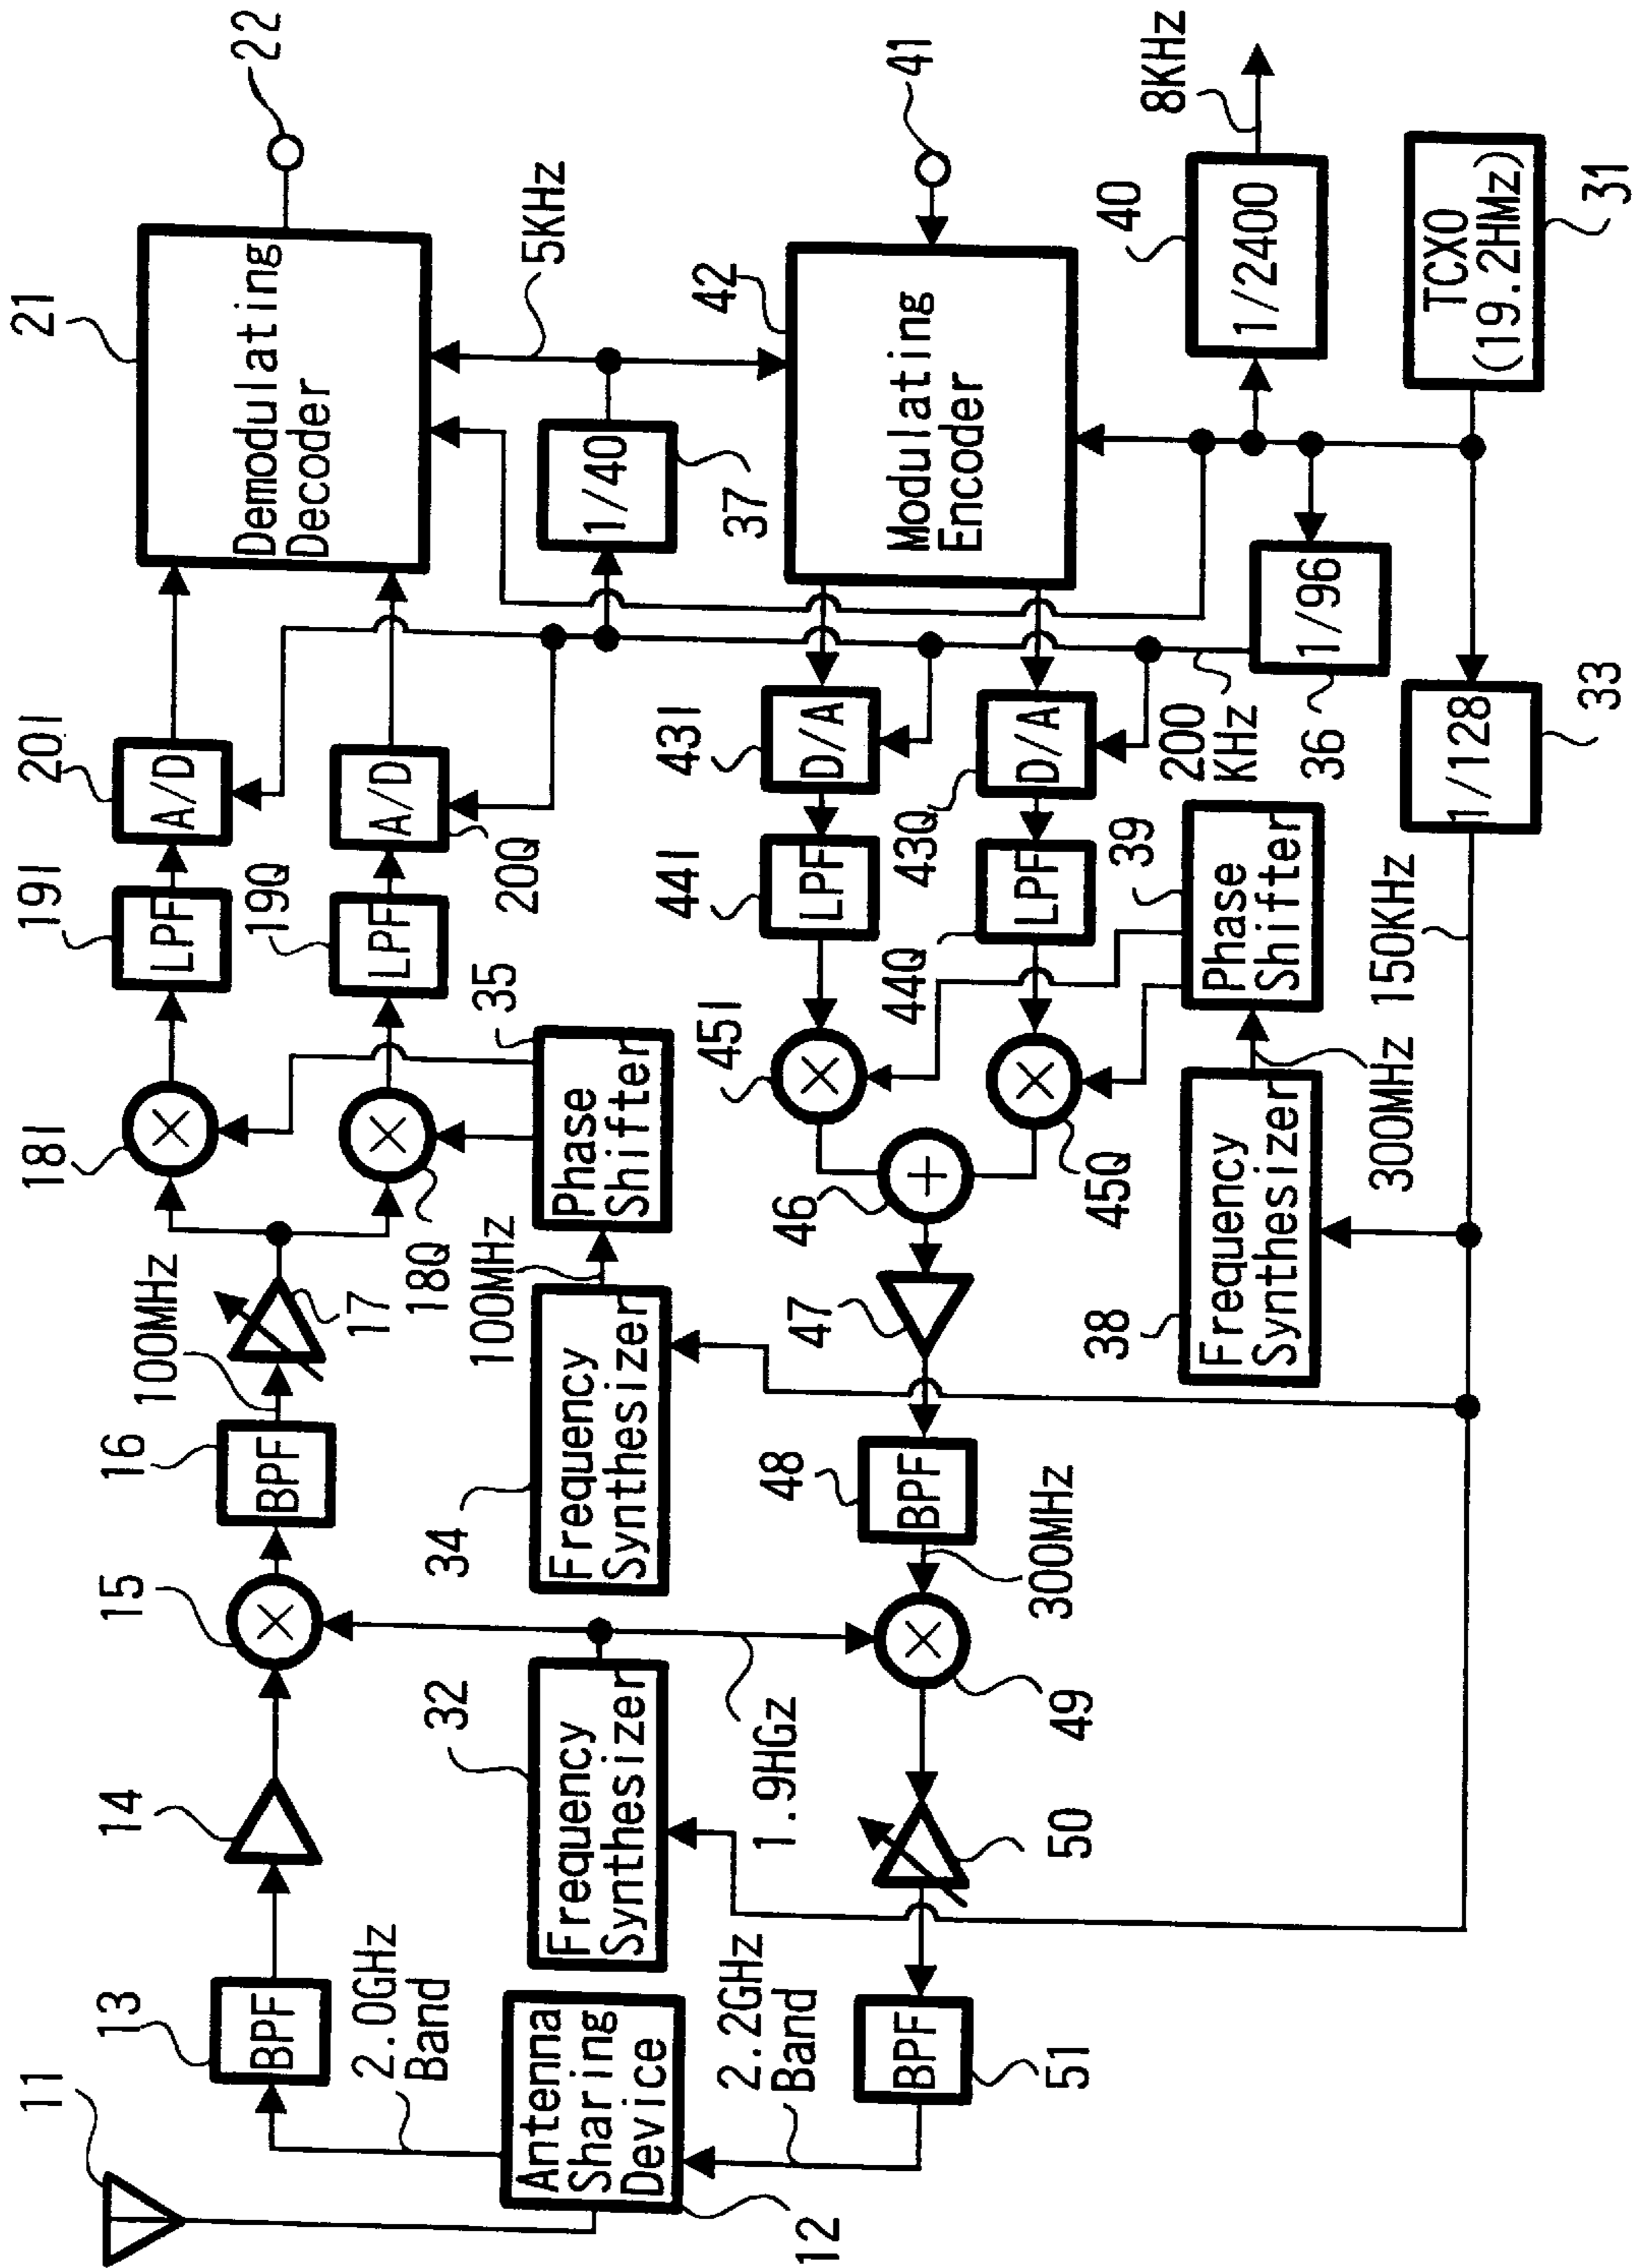 11
12
Antenna
Sharing
Device
2.0GHz
Band
13
BPF
14
15
16
BPF
100MHz
17
18I
18Q
19I
LPF
19Q
LPF
20I
A/D
20Q
A/D
21
Demodulating
Decoder
22
32
Frequency
Synthesizer
1.9HGz
34
Frequency
Synthesizer
100MHz
35
Phase
Shifter
37
1/40
5KHz
2.2GHz
Band
51
BPF
50
49
300MHz
48
BPF
47
46
45I
45Q
44I
LPF
44Q
LPF
43I
D/A
43Q
D/A
42
Modulating
Encoder
41
38
Frequency
Synthesizer
300MHz
39
Phase
Shifter
200
KHz
36
1/96
40
1/2400
8KHz
150KHz
33
1/128
TCXO
(19.2HMz)
31